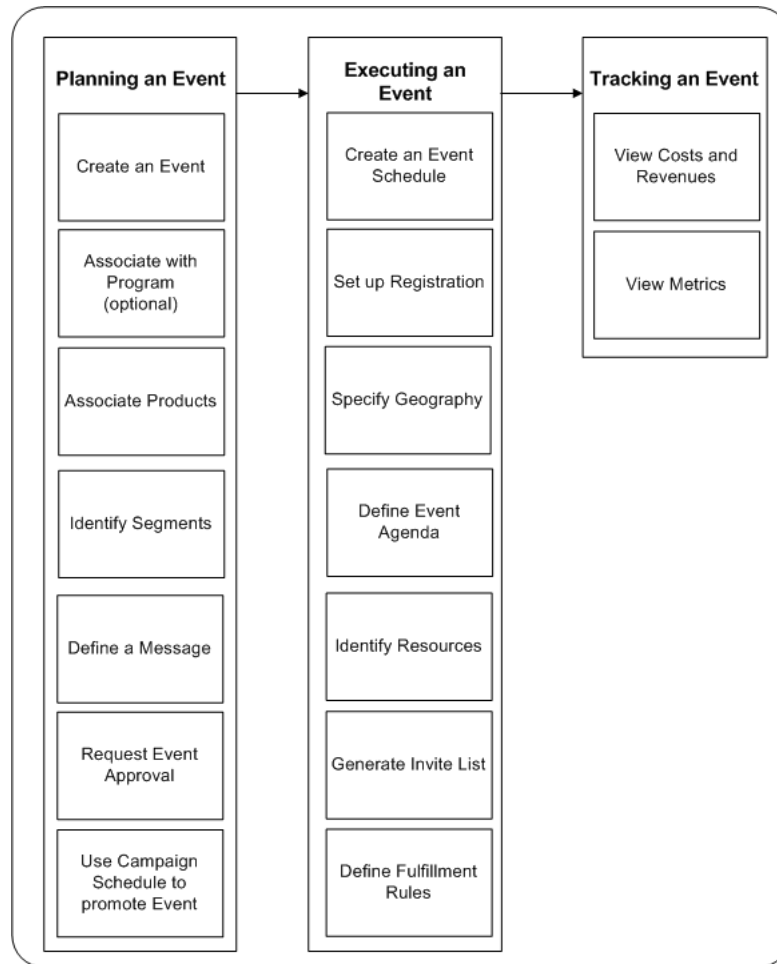 Planning an Event
Create an Event
Associate with
Program
(optional)
Associate Products
Identify Segments
Define a Message
Request Event
Approval
Use Campaign
Schedule to
promote Event
Executing an
Event
Create an Event
Schedule
Set up Registration
Specify Geography
Define Event
Agenda
Identify Resources
Generate Invite List
Define Fulfillment
Rules
Tracking an Event
View Costs and
Revenues
View Metrics